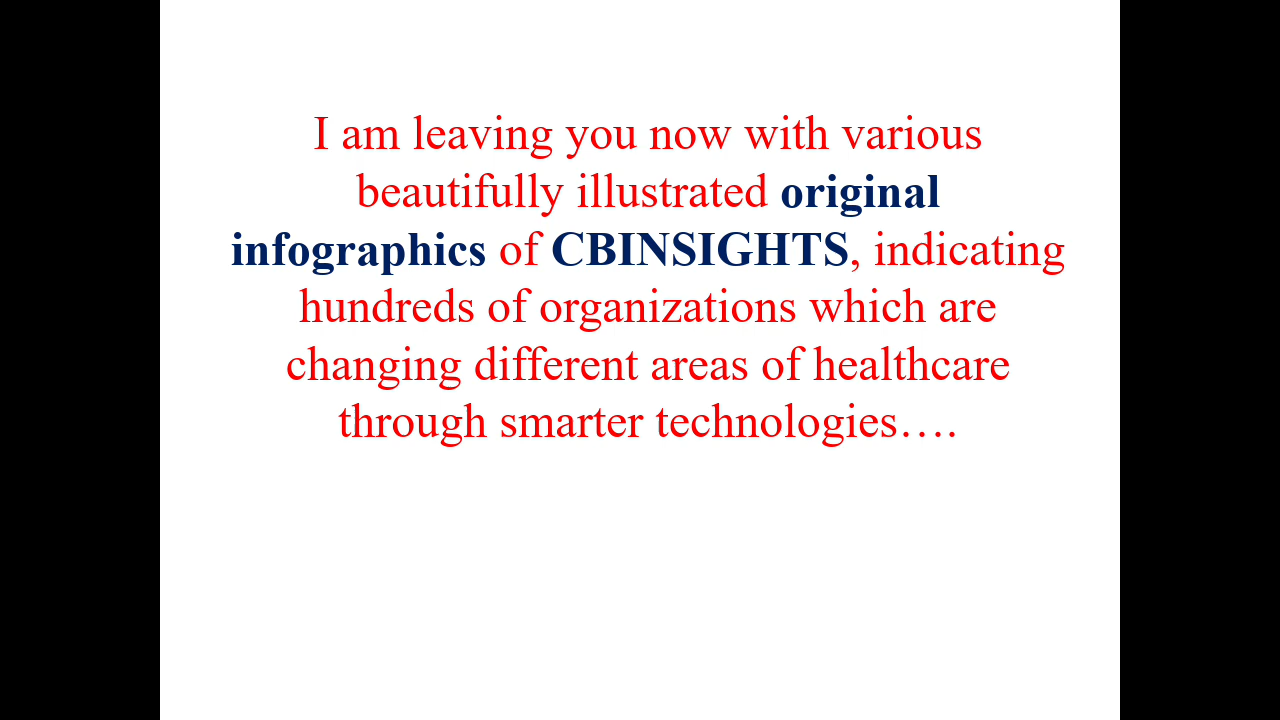 I am leaving you now with various
beautifully illustrated original
infographics of CBINSIGHTS, indicating
hundreds of organizations which are
changing different areas of healthcare
through smarter technologies….